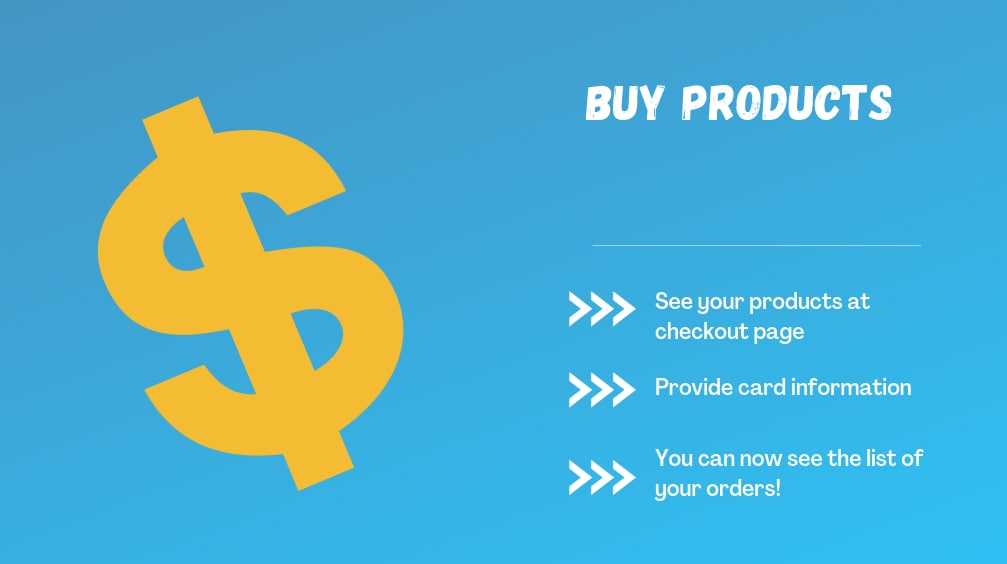 BUY PRODUCTS
See your products at
checkout page
Provide card information
You can now see the list of
your orders!